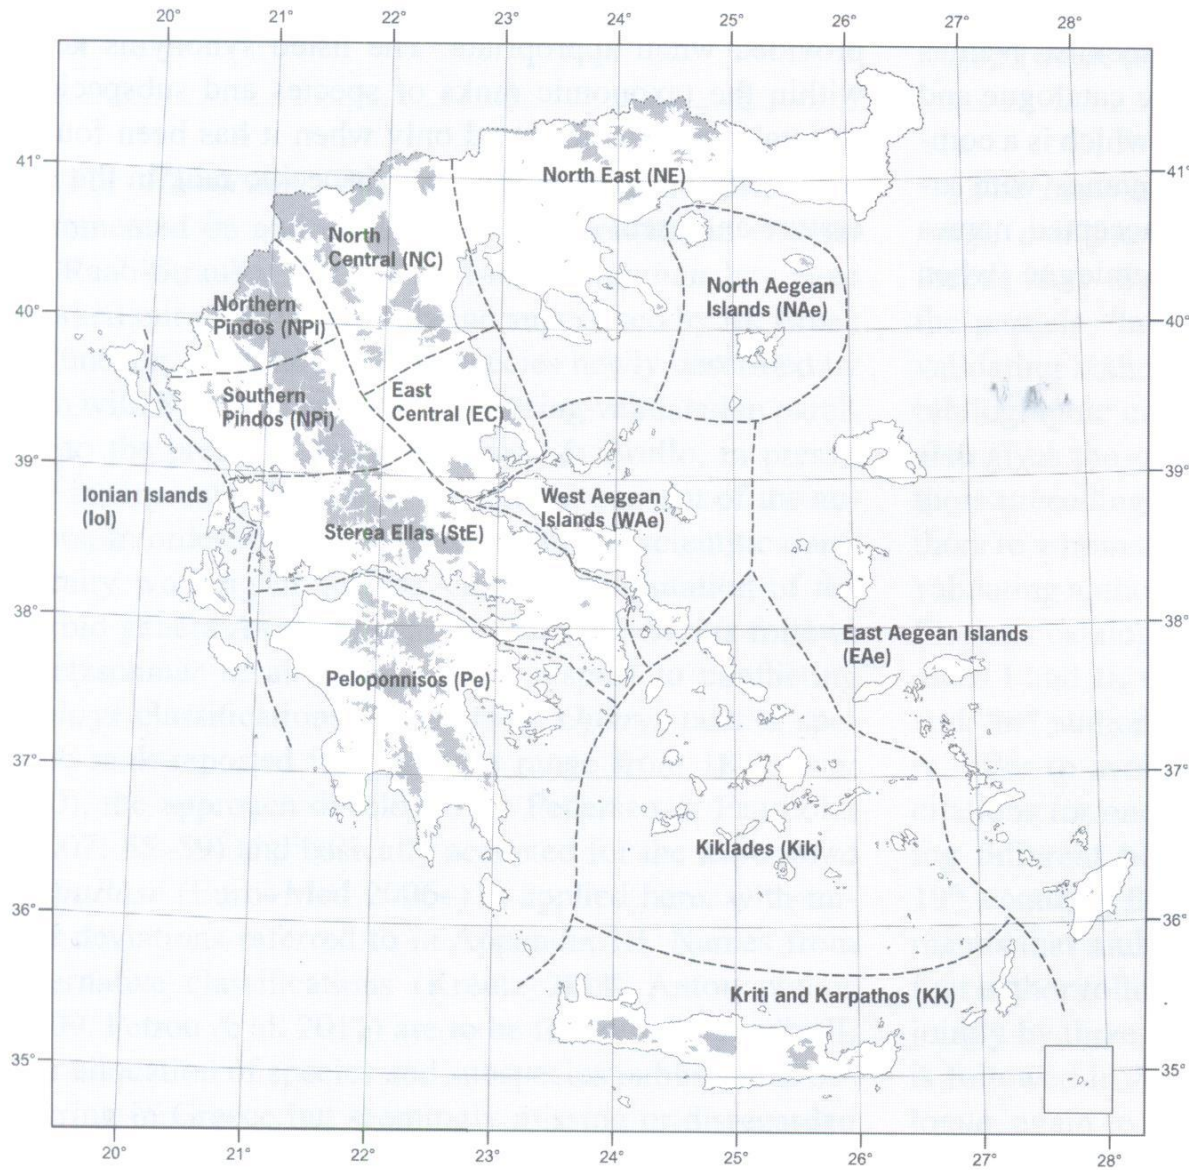 20° 21° 22° 23° 24° 25° 26° 27° 28°
41° 41°
North East (NE)
North
Central (NC)
North Aegean
Islands (NAe)
40° 40°
Northern
Pindos (NPi)
East
Central (EC)
Southern
Pindos (NPi)
39° 39°
Ionian Islands
(IoI)
West Aegean
Islands (WAe)
Sterea Ellas (StE)
38° 38°
East Aegean Islands
(EAe)
Peloponnisos (Pe)
37° 37°
Kiklades (Kik)
36° 36°
Kriti and Karpathos (KK)
35° 35°
20° 21° 22° 23° 24° 25° 26° 27° 28°